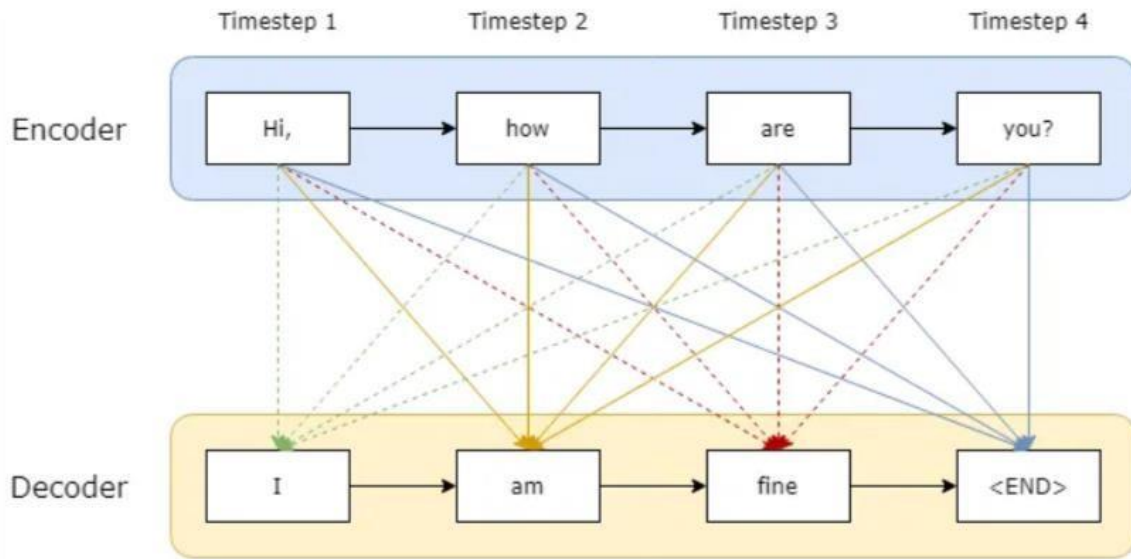 Timestep 1 Timestep 2 Timestep 3 Timestep 4
Encoder Hi, how are you?
Decoder I am fine <END>